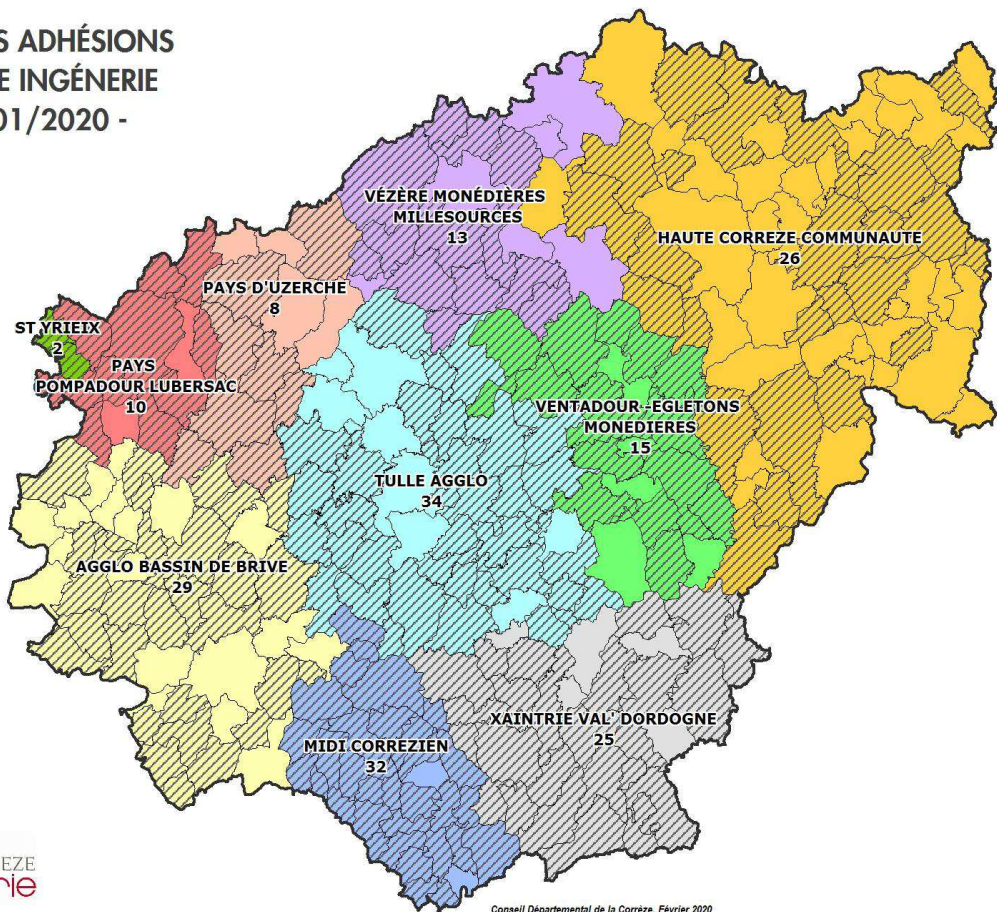 S ADHÉSIONS
E INGÉNERIE
01/2020 -
VÉZÈRE MONÉDIÈRES
MILLESOURCES
13
HAUTE CORREZE COMMUNAUTE
26
PAYS D'UZERCHE
8
ST YRIEIX
2
PAYS
POMPADOUR LUBERSAC
10
VENTADOUR -EGLETONS
MONEDIERES
15
TULLE AGGLO
34
AGGLO BASSIN DE BRIVE
29
XAINTRIE VAL' DORDOGNE
25
MIDI CORREZIEN
32
EZE
rie
Conseil Départemental de la Corrèze, Février 2020